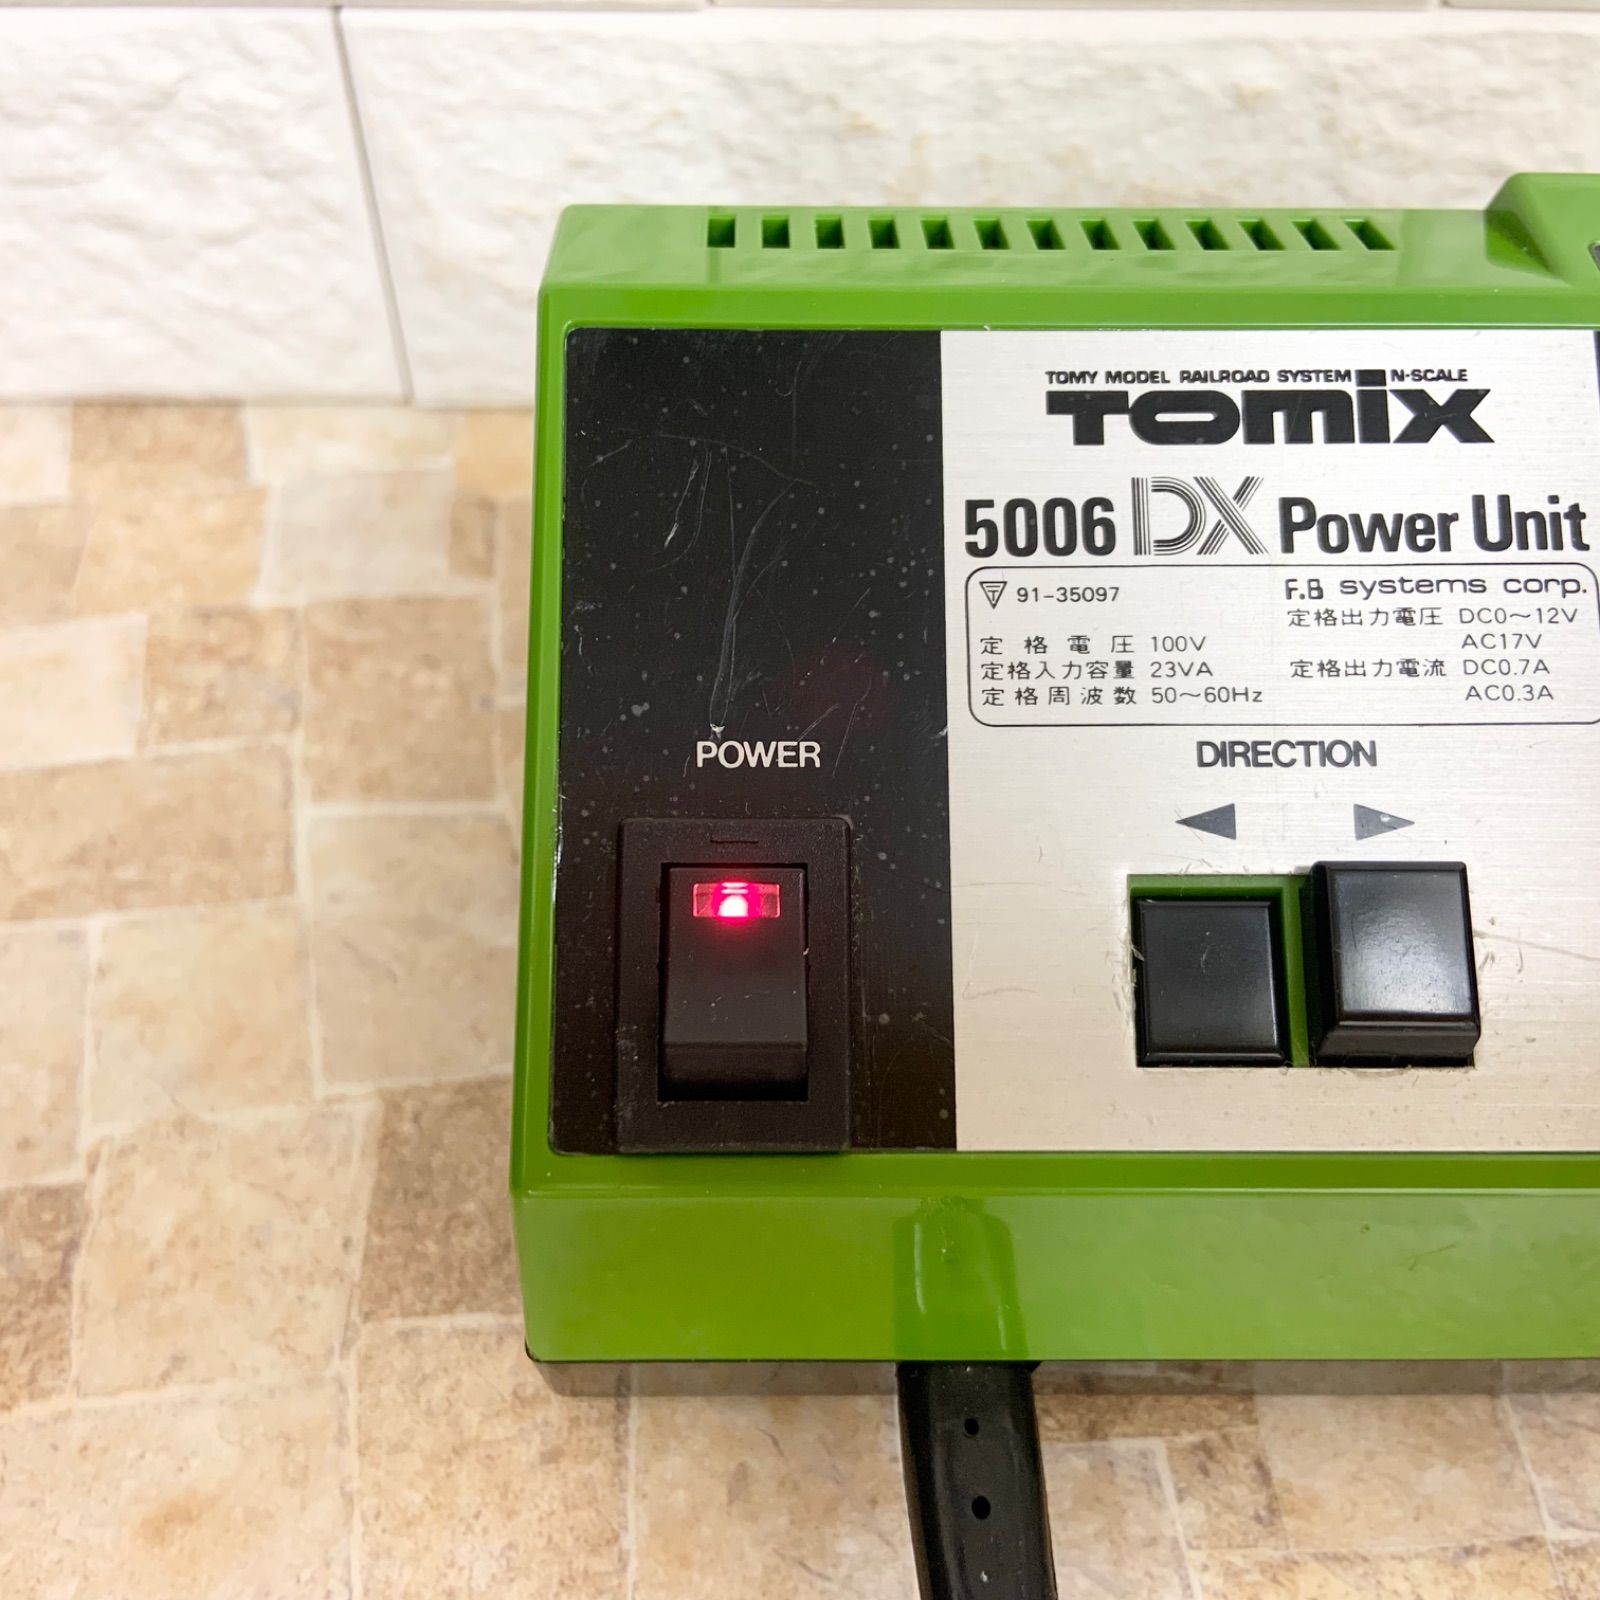 TOMY MODEL RAILROAD SYSTEM N-SCALE
TOMIX
5006 DX Power Unit
T 91-35097
F.B systems corp.
定格電圧 100V
定格入力容量 23VA
定格周波数 50~60Hz
定格出力電圧 DC0~12V
AC17V
定格出力電流 DC0.7A
AC0.3A
POWER
DIRECTION